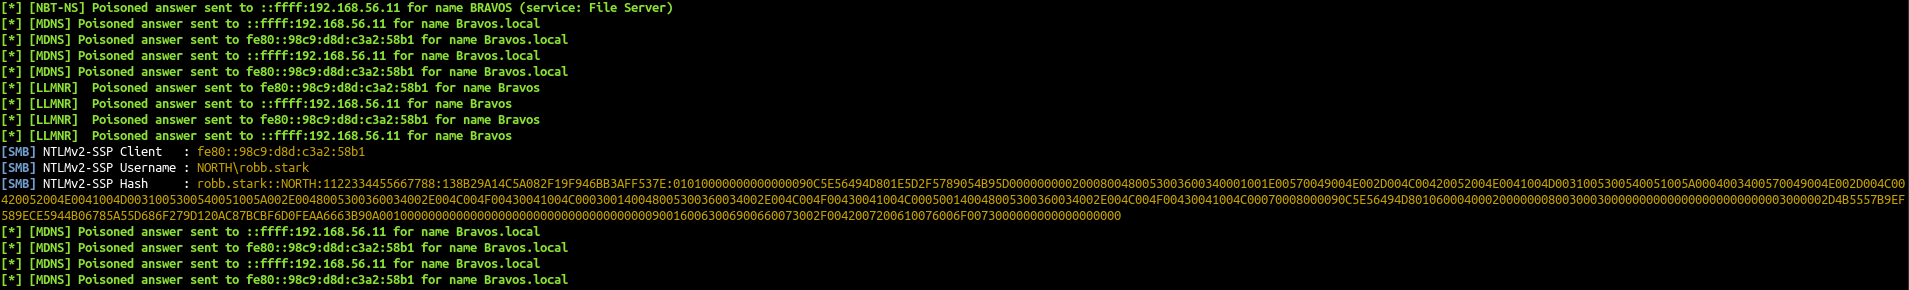 [*] [NBT-NS] Poisoned answer sent to ::ffff:192.168.56.11 for name BRAVOS (service: File Server)
[*] [MDNS] Poisoned answer sent to ::ffff:192.168.56.11 for name Bravos.local
[*] [MDNS] Poisoned answer sent to fe80::98c9:d8d:c3a2:58b1 for name Bravos.local
[*] [MDNS] Poisoned answer sent to ::ffff:192.168.56.11 for name Bravos.local
[*] [MDNS] Poisoned answer sent to fe80::98c9:d8d:c3a2:58b1 for name Bravos.local
[*] [LLMNR]  Poisoned answer sent to fe80::98c9:d8d:c3a2:58b1 for name Bravos
[*] [LLMNR]  Poisoned answer sent to ::ffff:192.168.56.11 for name Bravos
[*] [LLMNR]  Poisoned answer sent to fe80::98c9:d8d:c3a2:58b1 for name Bravos
[*] [LLMNR]  Poisoned answer sent to ::ffff:192.168.56.11 for name Bravos
[SMB] NTLMv2-SSP Client   : fe80::98c9:d8d:c3a2:58b1
[SMB] NTLMv2-SSP Username : NORTH\robb.stark
[SMB] NTLMv2-SSP Hash     : robb.stark::NORTH:1122334455667788:138B29A14C5A082F19F946BB3AFF537E:
[*] [MDNS] Poisoned answer sent to ::ffff:192.168.56.11 for name Bravos.local
[*] [MDNS] Poisoned answer sent to fe80::98c9:d8d:c3a2:58b1 for name Bravos.local
[*] [MDNS] Poisoned answer sent to ::ffff:192.168.56.11 for name Bravos.local
[*] [MDNS] Poisoned answer sent to fe80::98c9:d8d:c3a2:58b1 for name Bravos.local